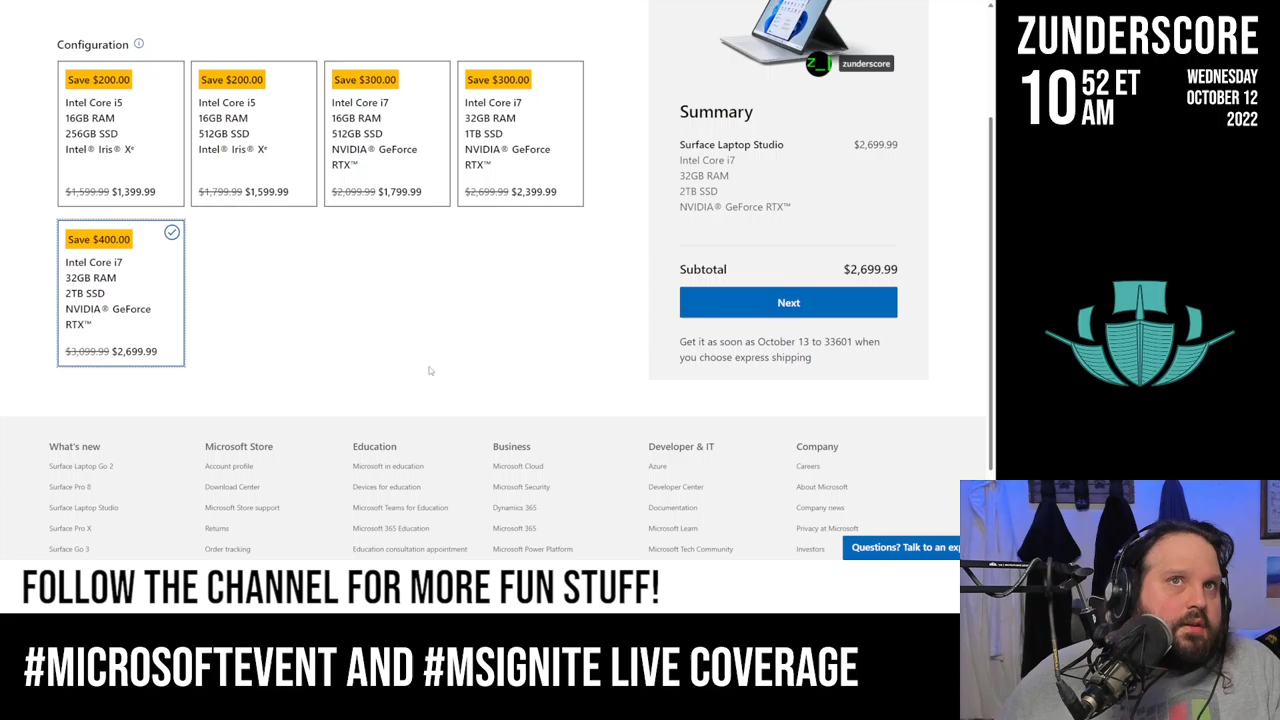 Configuration
Save $200.00
Intel Core i5
16GB RAM
256GB SSD
Intel® Iris® Xᵉ
$1,599.99 $1,399.99
Save $200.00
Intel Core i5
16GB RAM
512GB SSD
Intel® Iris® Xᵉ
$1,799.99 $1,599.99
Save $300.00
Intel Core i7
16GB RAM
512GB SSD
NVIDIA® GeForce
RTX™
$2,099.99 $1,799.99
Save $300.00
Intel Core i7
32GB RAM
1TB SSD
NVIDIA® GeForce
RTX™
$2,699.99 $2,399.99
Save $400.00
Intel Core i7
32GB RAM
2TB SSD
NVIDIA® GeForce
RTX™
$3,099.99 $2,699.99
z_ zunderscore
Summary
Surface Laptop Studio $2,699.99
Intel Core i7
32GB RAM
2TB SSD
NVIDIA® GeForce RTX™
Subtotal $2,699.99
Next
Get it as soon as October 13 to 33601 when
you choose express shipping
What's new
Surface Laptop Go 2
Surface Pro 8
Surface Laptop Studio
Surface Pro X
Surface Go 3
Microsoft Store
Account profile
Download Center
Microsoft Store support
Returns
Order tracking
Education
Microsoft in education
Devices for education
Microsoft Teams for Education
Microsoft 365 Education
Education consultation appointment
Business
Microsoft Cloud
Microsoft Security
Dynamics 365
Microsoft 365
Microsoft Power Platform
Developer & IT
Azure
Developer Center
Documentation
Microsoft Learn
Microsoft Tech Community
Company
Careers
About Microsoft
Company news
Privacy at Microsoft
Investors
Questions? Talk to an exp
ZUNDERSCORE
10 52 ET
AM
WEDNESDAY
OCTOBER 12
2022
FOLLOW THE CHANNEL FOR MORE FUN STUFF!
#MICROSOFTEVENT AND #MSIGNITE LIVE COVERAGE